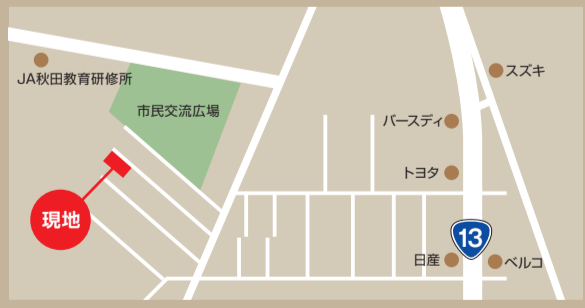 スズキ
JA秋田教育研修所
市民交流広場
バースディ
トヨタ
現地
13
日産
ベルコ